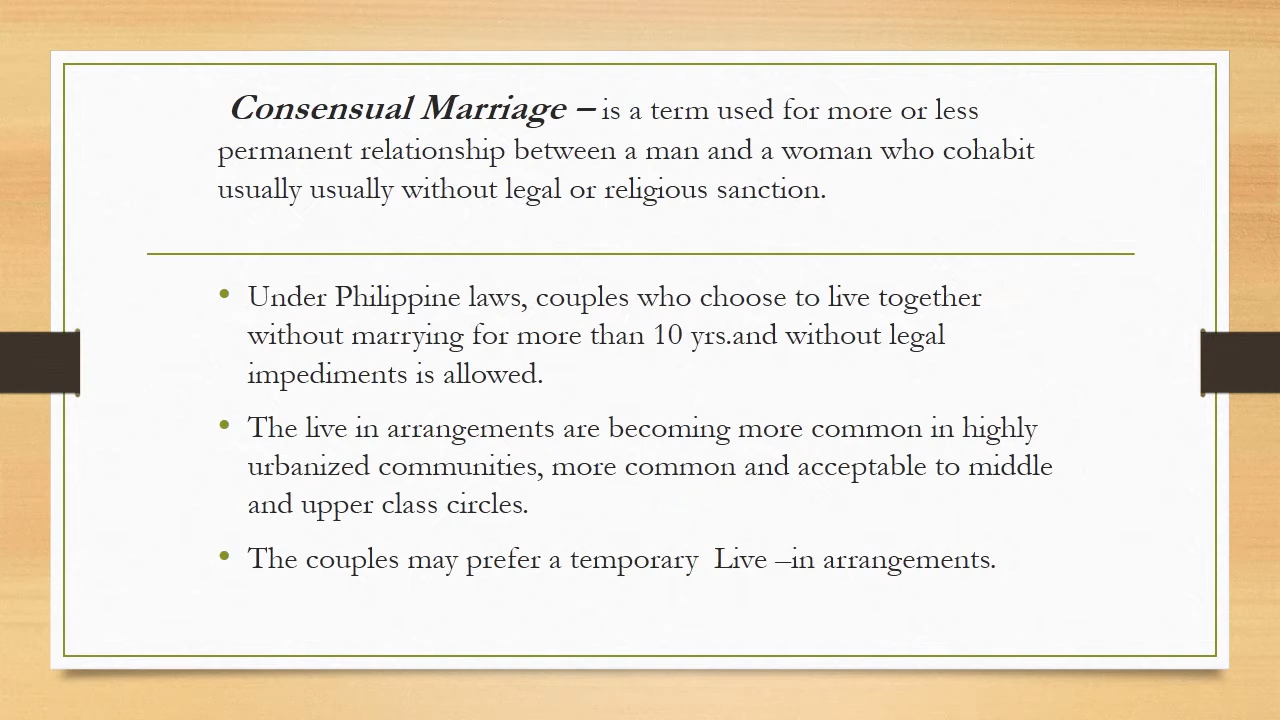 Consensual Marriage – is a term used for more or less
permanent relationship between a man and a woman who cohabit
usually usually without legal or religious sanction.
• Under Philippine laws, couples who choose to live together
without marrying for more than 10 yrs.and without legal
impediments is allowed.
• The live in arrangements are becoming more common in highly
urbanized communities, more common and acceptable to middle
and upper class circles.
• The couples may prefer a temporary  Live –in arrangements.